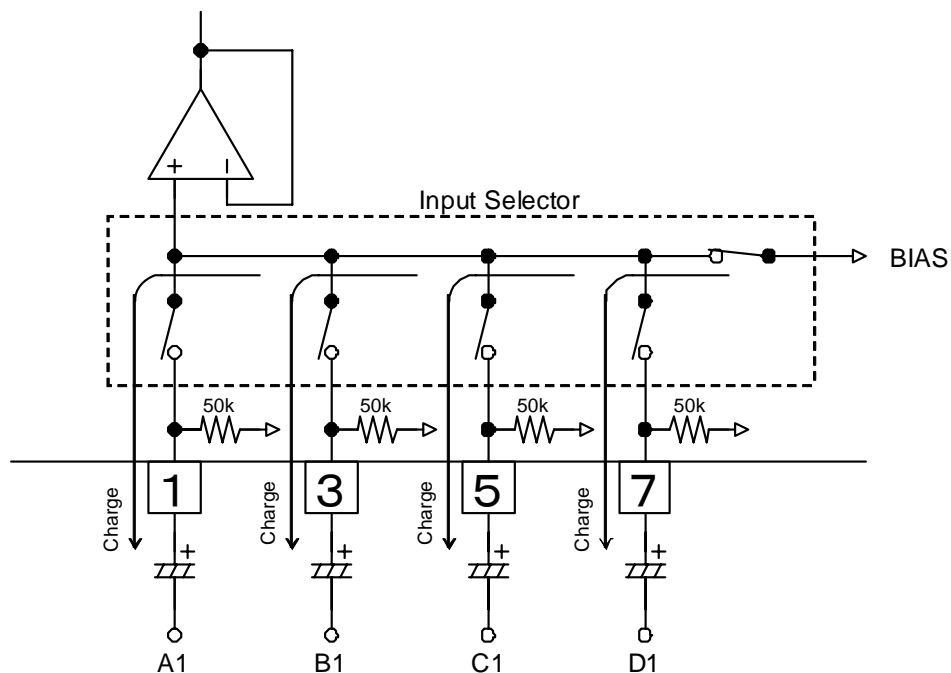 + -
Input Selector
BIAS
50k 50k 50k 50k
1 3 5 7
Charge Charge Charge Charge
+ + + +
A1 B1 C1 D1